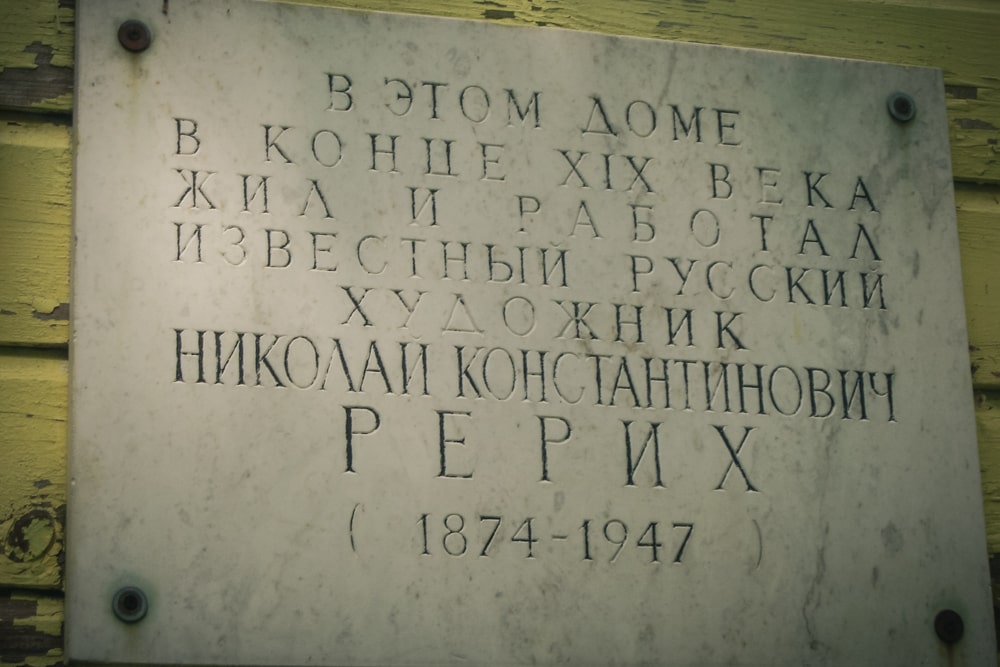 В ЭТОМ ДОМЕ
В КОНЦЕ XIX ВЕКА
ЖИЛ И РАБОТАЛ
ИЗВЕСТНЫЙ РУССКИЙ
ХУДОЖНИК
НИКОЛАЙ КОНСТАНТИНОВИЧ
РЕРИХ
( 1874-1947 )